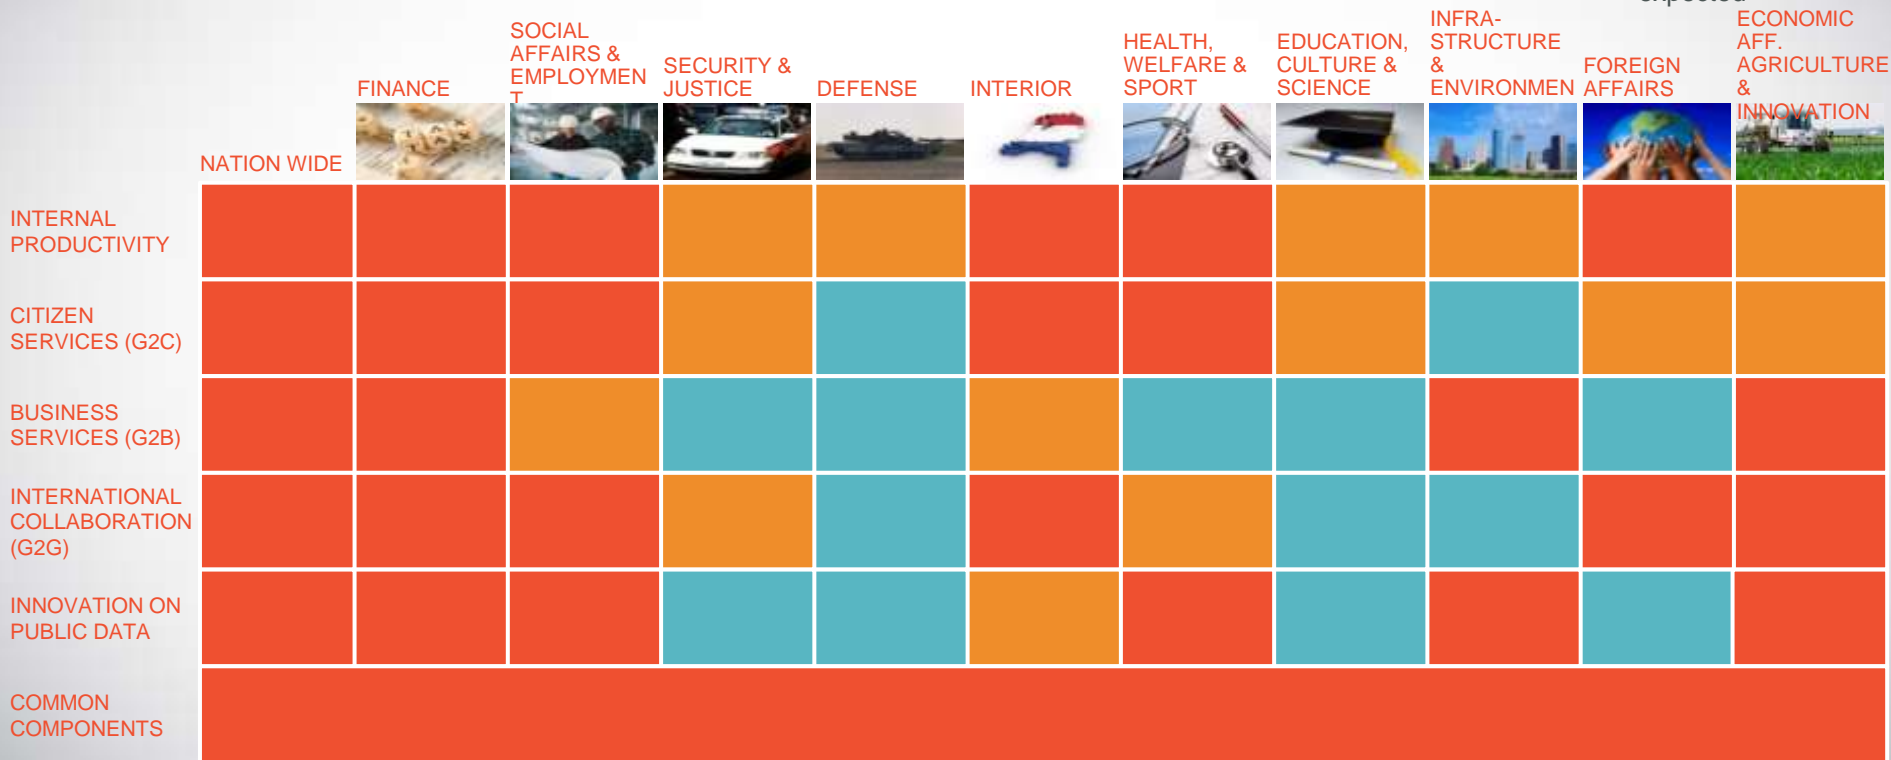 SOCIAL
AFFAIRS &
EMPLOYMEN
T
INFRA-
STRUCTURE
&
ENVIRONMEN
ECONOMIC
AFF.
AGRICULTURE
&
INNOVATION
FINANCE
SECURITY &
JUSTICE
DEFENSE
INTERIOR
HEALTH,
WELFARE &
SPORT
EDUCATION,
CULTURE &
SCIENCE
FOREIGN
AFFAIRS
NATION WIDE
INTERNAL
PRODUCTIVITY
CITIZEN
SERVICES (G2C)
BUSINESS
SERVICES (G2B)
INTERNATIONAL
COLLABORATION
(G2G)
INNOVATION ON
PUBLIC DATA
COMMON
COMPONENTS